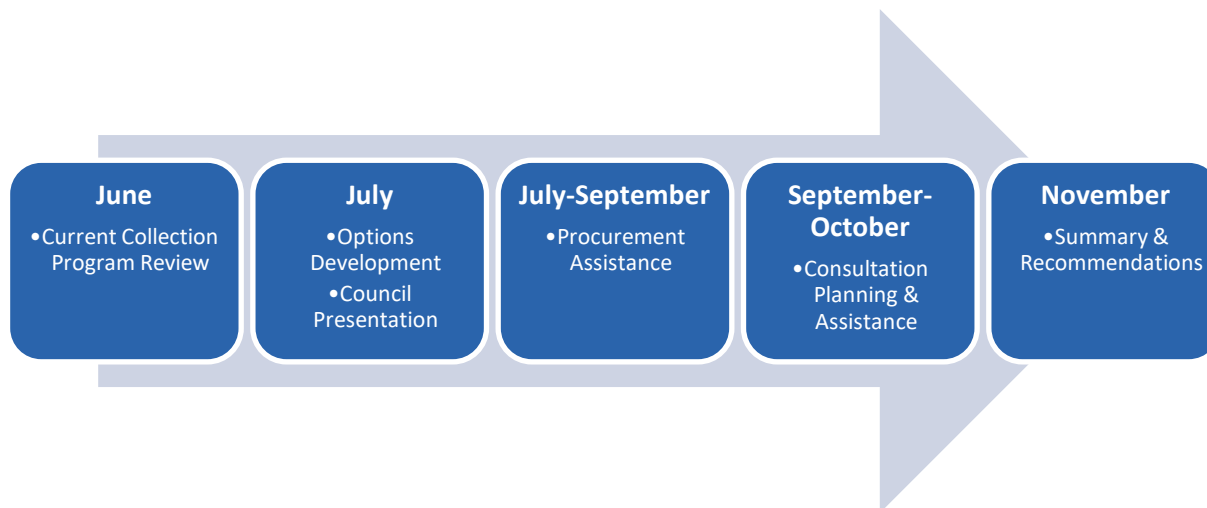 June
•Current Collection
Program Review
July
•Options
Development
•Council
Presentation
July-September
•Procurement
Assistance
September-
October
•Consultation
Planning &
Assistance
November
•Summary &
Recommendations